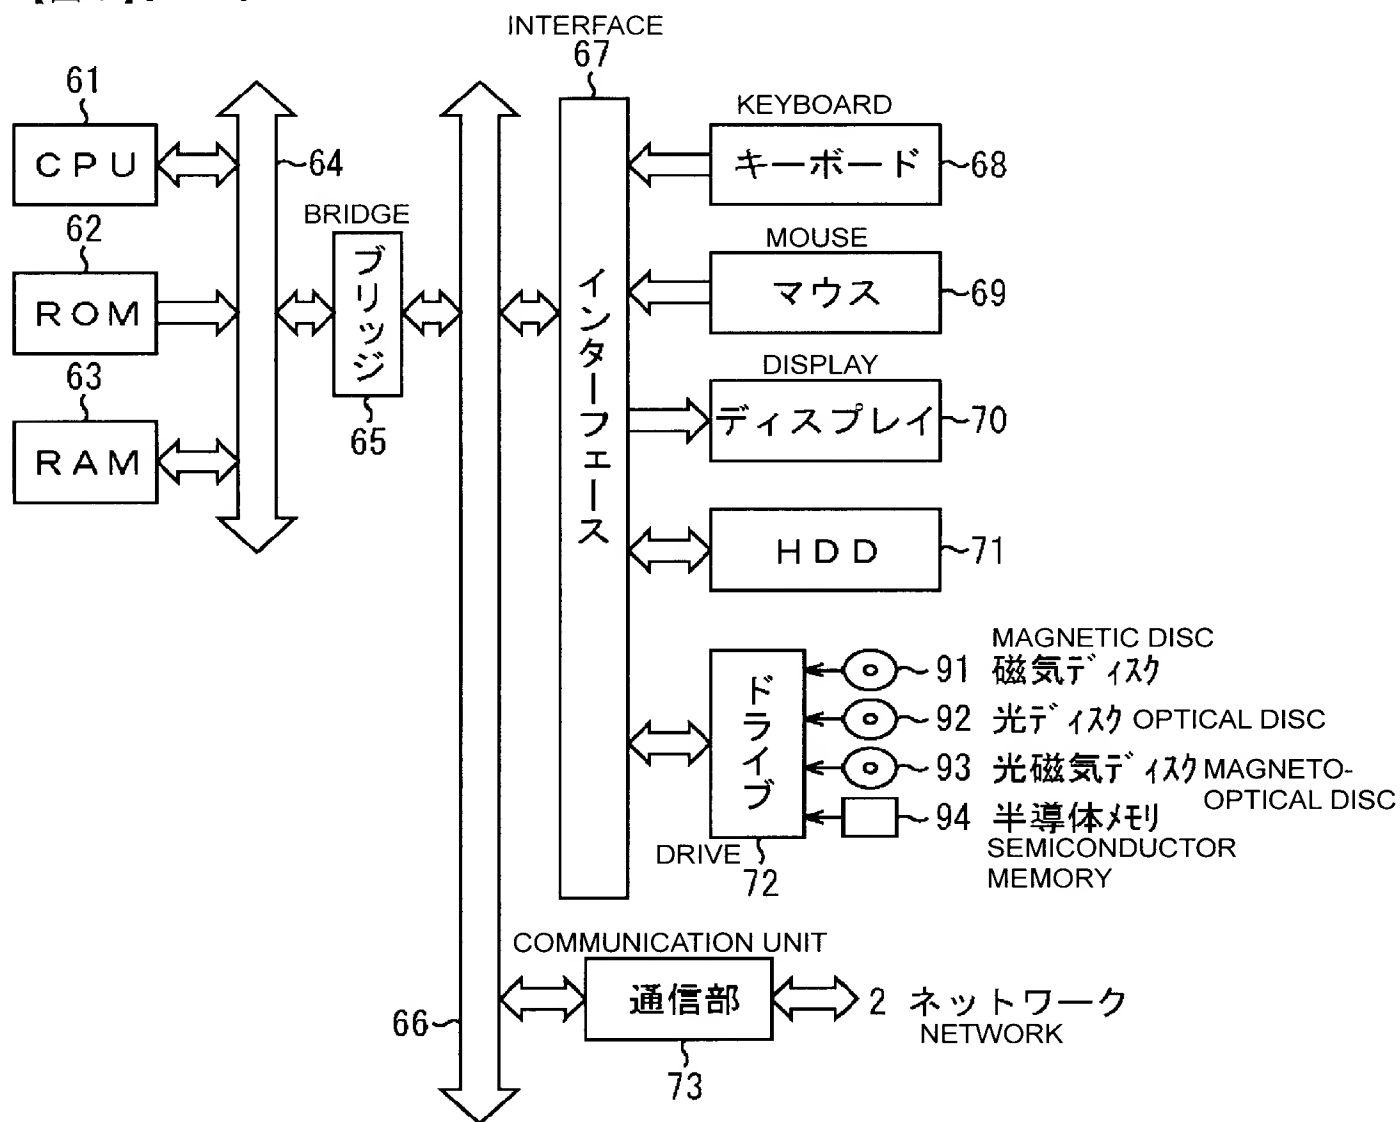 INTERFACE
67
61
CPU
64
62
ROM
63
RAM
BRIDGE
ブリッジ
65
インターフェース
KEYBOARD
キーボード
68
MOUSE
マウス
69
DISPLAY
ディスプレイ
70
HDD
71
MAGNETIC DISC
91 磁気ディスク
92 光ディスク OPTICAL DISC
93 光磁気ディスク MAGNETO-
OPTICAL DISC
94 半導体メモリ
SEMICONDUCTOR
MEMORY
ドライブ
DRIVE
72
COMMUNICATION UNIT
通信部
2 ネットワーク
NETWORK
66
73